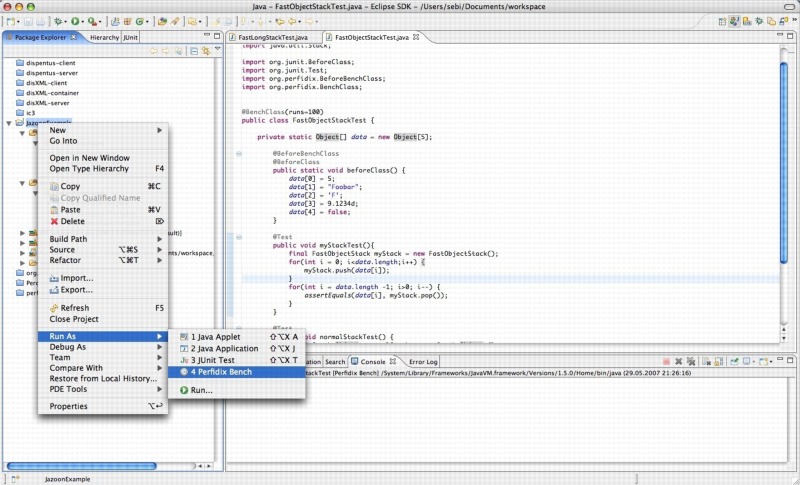 Java – FastObjectStackTest.java – Eclipse SDK – /Users/sebi/Documents/workspace
Java
Package Explorer
Hierarchy
JUnit
dispentus-client
dispentus-server
disXML-client
disXML-container
disXML-server
ic3
JazoonExample
org.
Perc
perf
New
Go Into
Open in New Window
Open Type Hierarchy F4
Copy ⌘C
Copy Qualified Name
Paste ⌘V
Delete ⌦
Build Path
Source ⌥⌘S
Refactor ⌥⌘T
Import...
Export...
Refresh F5
Close Project
Run As
Debug As
Team
Compare With
Restore from Local History...
PDE Tools
Properties ⌥↩
1 Java Applet ⇧⌥X A
2 Java Application ⇧⌥X J
3 JUnit Test ⇧⌥X T
4 Perfidix Bench
Run...
ult)]
ents/workspace,
FastLongStackTest.java
FastObjectStackTest.java
import java.util.Stack;
import org.junit.BeforeClass;
import org.junit.Test;
import org.perfidix.BeforeBenchClass;
import org.perfidix.BenchClass;
@BenchClass(runs=100)
public class FastObjectStackTest {
private static Object[] data = new Object[5];
@BeforeBenchClass
@BeforeClass
public static void beforeClass() {
data[0] = 5;
data[1] = "Foobar";
data[2] = 'F';
data[3] = 9.1234d;
data[4] = false;
}
@Test
public void myStackTest(){
final FastObjectStack myStack = new FastObjectStack();
for(int i = 0; i<data.length;i++) {
myStack.push(data[i]);
}
for(int i = data.length -1; i>0; i--) {
assertEquals(data[i], myStack.pop());
}
}
@Test
void normalStackTest() {
ation
Search
Console
Error Log
StackTest [Perfidix Bench] /System/Library/Frameworks/JavaVM.framework/Versions/1.5.0/Home/bin/java (29.05.2007 21:26:16)
JazoonExample